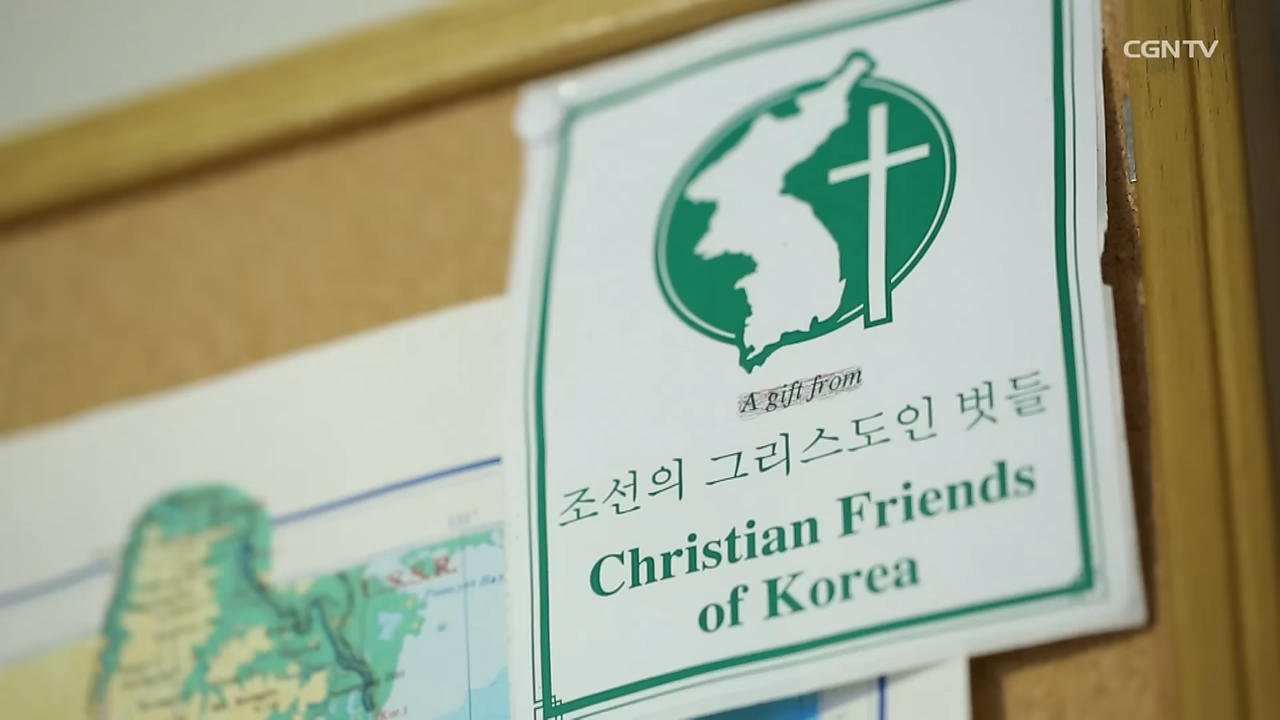 CGNTV
A gift from
조선의 그리스도인 벗들
Christian Friends
of Korea
U.S.S.R.